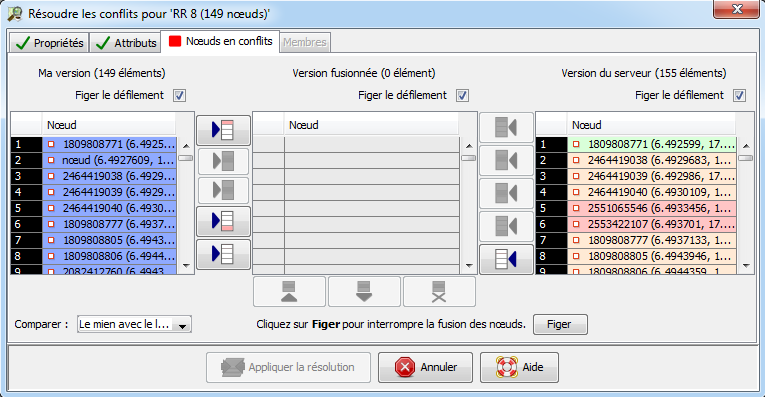 Résoudre les conflits pour 'RR 8 (149 nœuds)'
Propriétés Attributs Nœuds en conflits Membres
Ma version (149 éléments) Version fusionnée (0 élément) Version du serveur (155 éléments)
Figer le défilement Figer le défilement Figer le défilement
Nœud Nœud Nœud
1 1809808771 (6.4925... 1 1809808771 (6.492599, 17....
2 nœud (6.4927609, 1... 2 2464419038 (6.4929683, 1...
3 2464419038 (6.4929... 3 2464419039 (6.492986, 17....
4 2464419039 (6.4929... 4 2464419040 (6.4930109, 1...
5 2464419040 (6.4930... 5 2551065546 (6.4933456, 1...
6 1809808777 (6.4937... 6 2553422107 (6.493701, 17....
7 1809808805 (6.4943... 7 1809808777 (6.4937133, 1...
8 1809808806 (6.4944... 8 1809808805 (6.4943946, 1...
9 2082412760 (6.4943... 9 1809808806 (6.4944359, 1...
Comparer : Le mien avec le l... Cliquez sur Figer pour interrompre la fusion des nœuds. Figer
Appliquer la résolution Annuler Aide